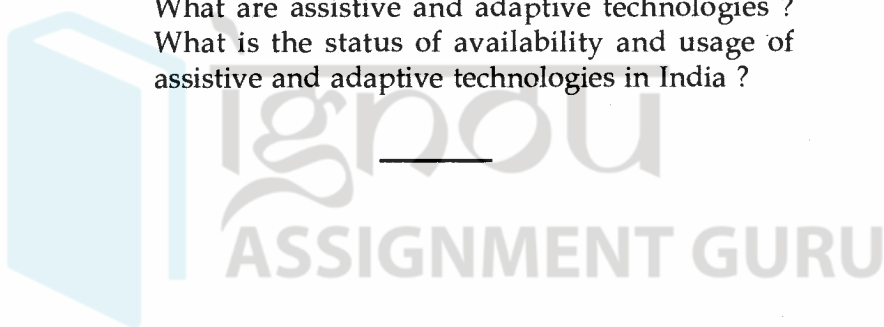 What are assistive and adaptive technologies ?
What is the status of availability and usage of
assistive and adaptive technologies in India ?
ignou
ASSIGNMENT GURU